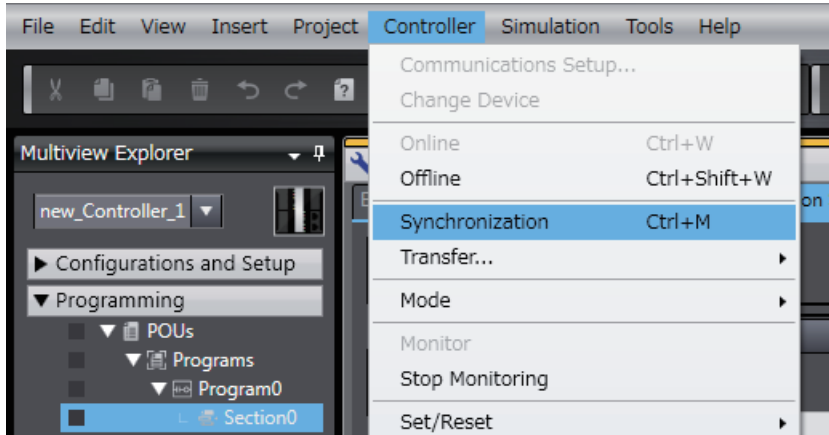 File Edit View Insert Project Controller Simulation Tools Help
Communications Setup...
Change Device
Online Ctrl+W
Offline Ctrl+Shift+W
Synchronization Ctrl+M
Transfer...
Mode
Monitor
Stop Monitoring
Set/Reset
Multiview Explorer
new_Controller_1
Configurations and Setup
Programming
POUs
Programs
Program0
Section0
on